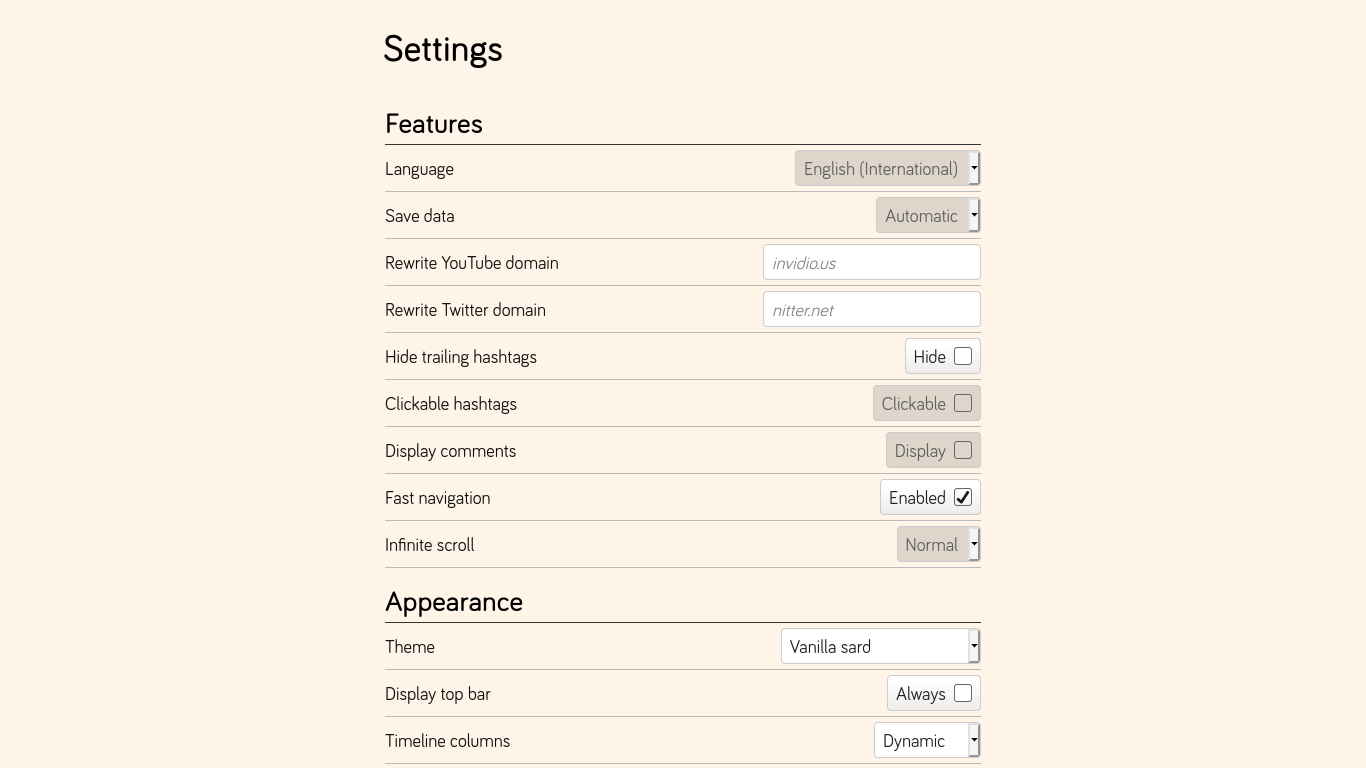 Settings
Features
Language English (International)
Save data Automatic
Rewrite YouTube domain invidio.us
Rewrite Twitter domain nitter.net
Hide trailing hashtags Hide
Clickable hashtags Clickable
Display comments Display
Fast navigation Enabled
Infinite scroll Normal
Appearance
Theme Vanilla sard
Display top bar Always
Timeline columns Dynamic